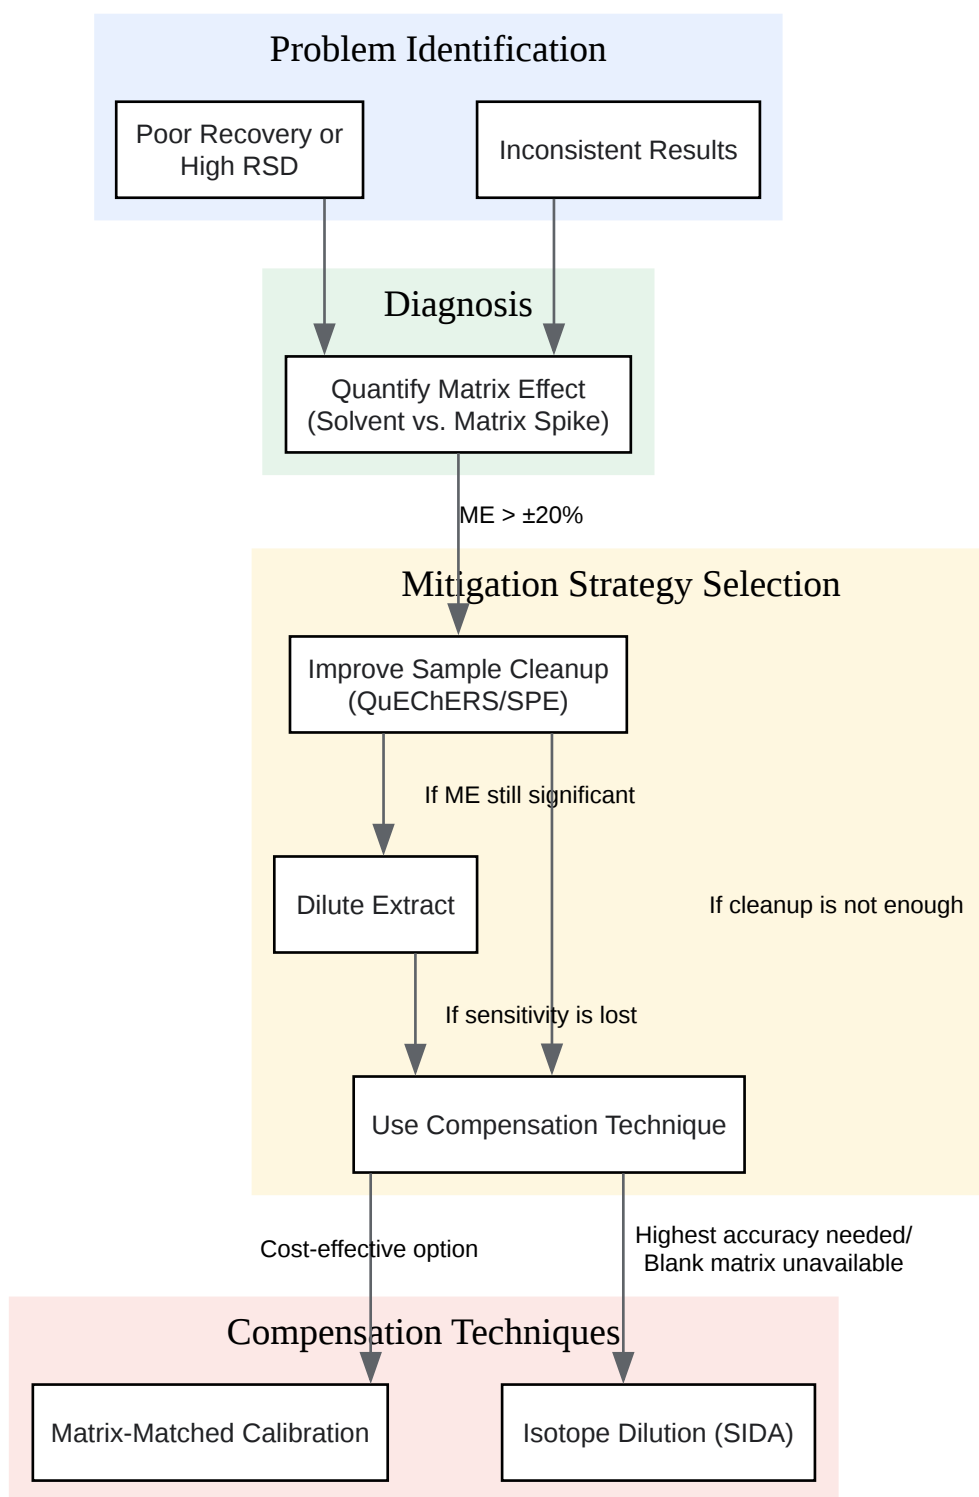 Problem Identification
Poor Recovery or
High RSD
Inconsistent Results
Diagnosis
Quantify Matrix Effect
(Solvent vs. Matrix Spike)
ME > ±20%
Mitigation Strategy Selection
Improve Sample Cleanup
(QuEChERS/SPE)
If ME still significant
Dilute Extract
If cleanup is not enough
If sensitivity is lost
Use Compensation Technique
Cost-effective option
Highest accuracy needed/
Blank matrix unavailable
Compensation Techniques
Matrix-Matched Calibration
Isotope Dilution (SIDA)